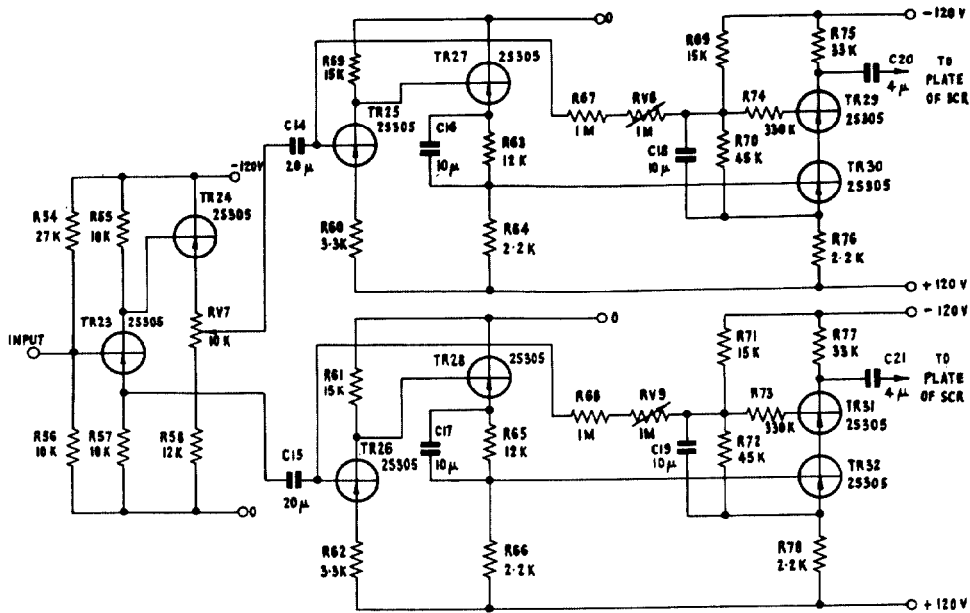 O
-120V
R69
15K
TR27
2S305
R89
15K
R75
33K
C20
4μ
TO
PLATE
OF SCR
TR25
2S305
R67
1M
RV8
1M
R74
330K
TR29
2S305
C14
20μ
C16
10μ
R63
12K
C18
10μ
R70
45K
TR30
2S305
-120V
TR24
2S305
R54
27K
R55
10K
R60
3.3K
R64
2.2K
R76
2.2K
+120V
RV7
10K
TR23
2S305
INPUT
O
-120V
R61
15K
TR28
2S305
R71
15K
R77
33K
C21
4μ
TO
PLATE
OF SCR
R68
1M
RV9
1M
R73
330K
TR31
2S305
R56
10K
R57
10K
R58
12K
C15
20μ
TR26
2S305
C17
10μ
R65
12K
C19
10μ
R72
45K
TR32
2S305
O
R62
3.3K
R66
2.2K
R78
2.2K
+120V